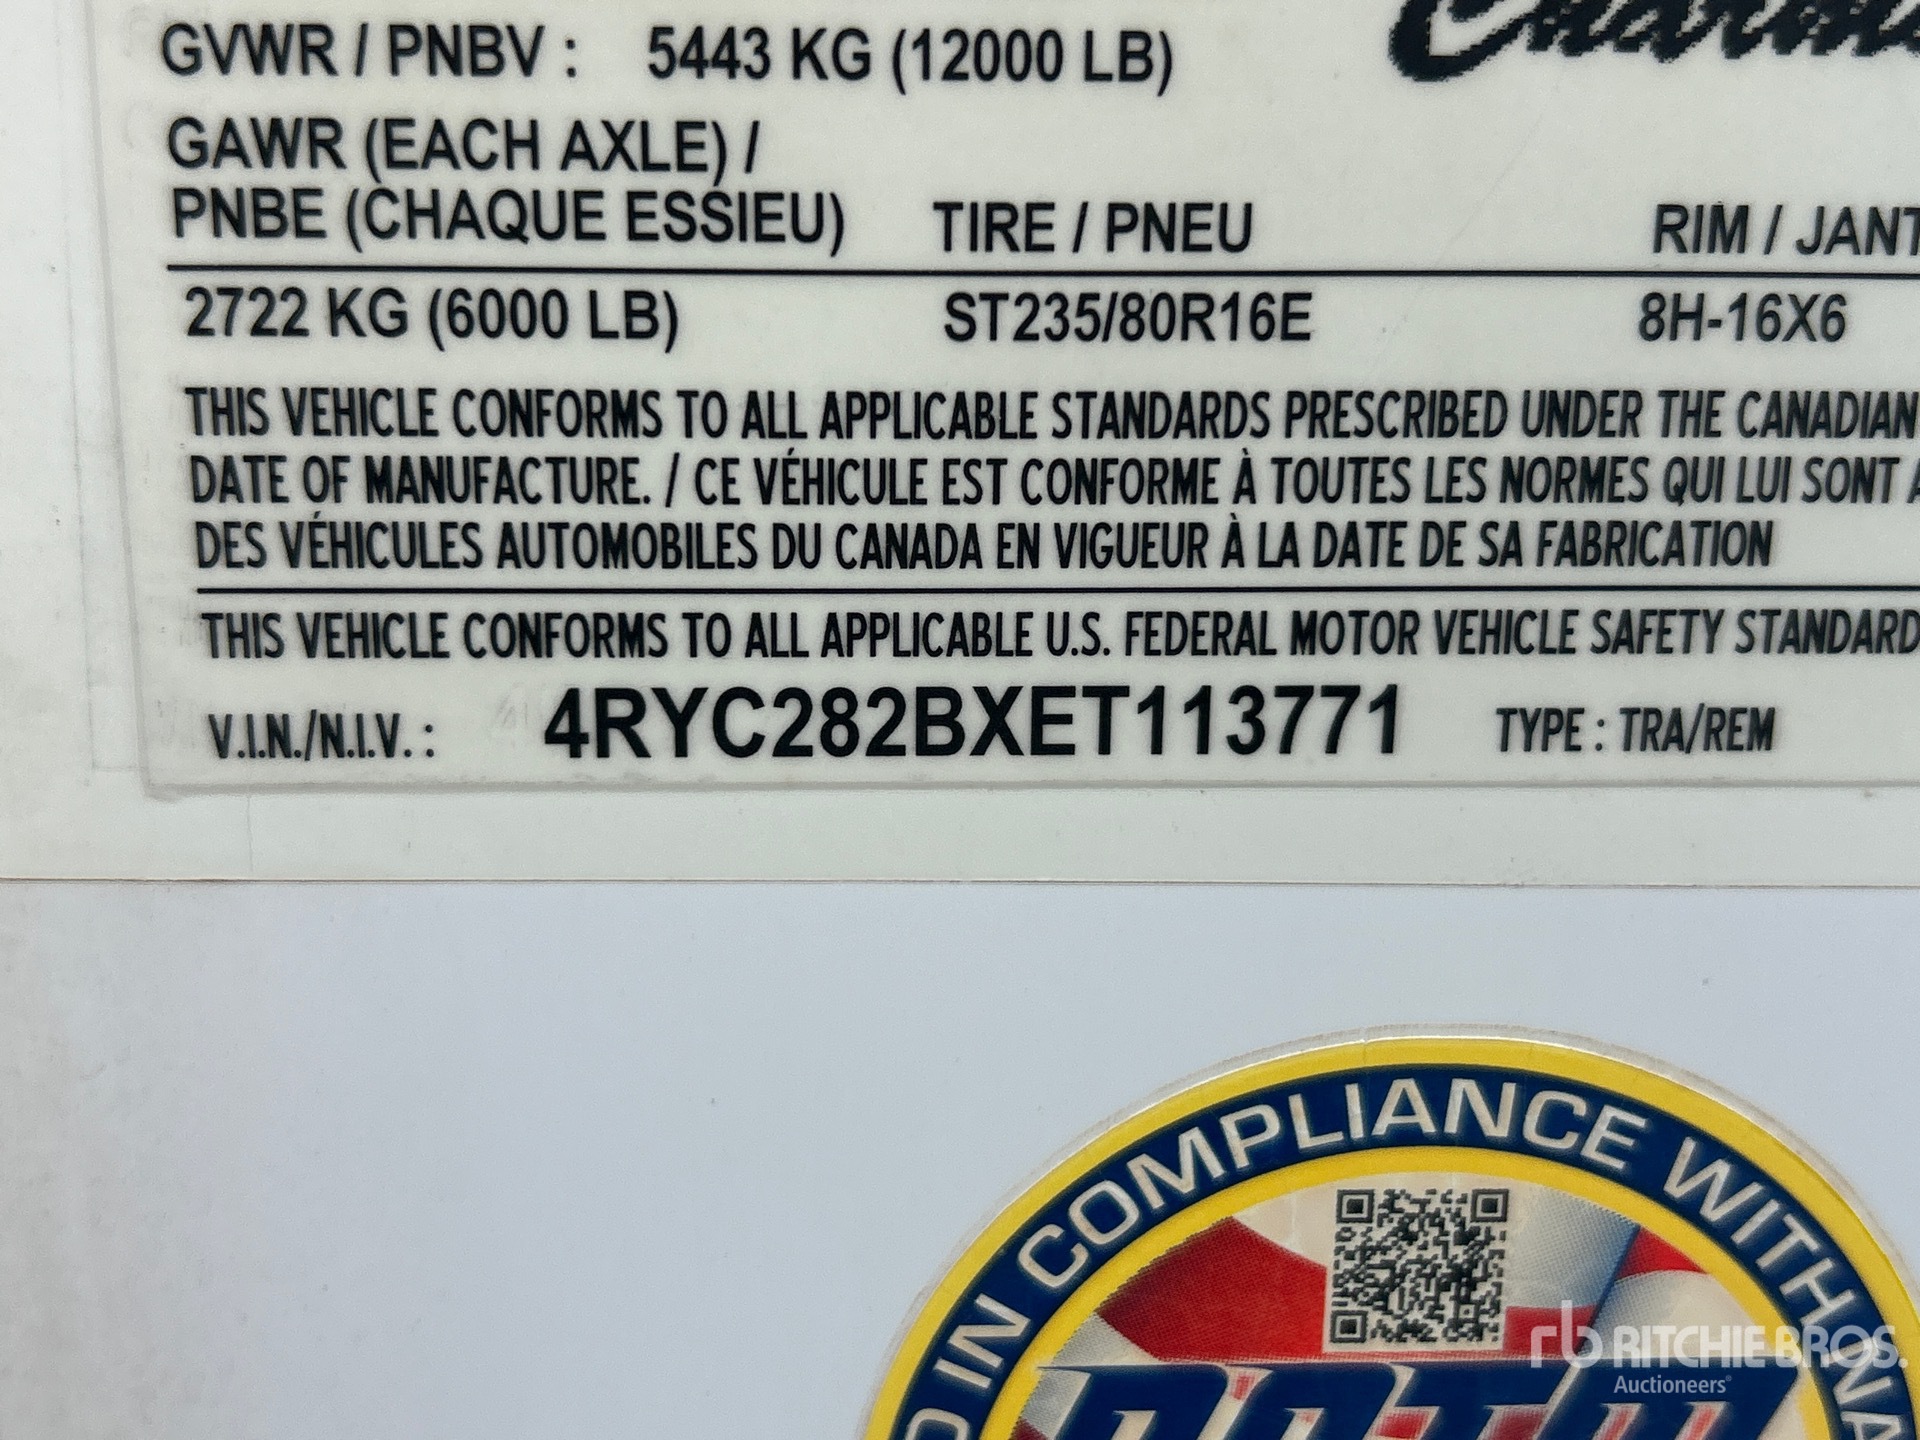 GVWR / PNBV : 5443 KG (12000 LB)
GAWR (EACH AXLE) /
PNBE (CHAQUE ESSIEU) TIRE / PNEU RIM / JANT
2722 KG (6000 LB) ST235/80R16E 8H-16X6
THIS VEHICLE CONFORMS TO ALL APPLICABLE STANDARDS PRESCRIBED UNDER THE CANADIAN
DATE OF MANUFACTURE. / CE VÉHICULE EST CONFORME À TOUTES LES NORMES QUI LUI SONT A
DES VÉHICULES AUTOMOBILES DU CANADA EN VIGUEUR À LA DATE DE SA FABRICATION
THIS VEHICLE CONFORMS TO ALL APPLICABLE U.S. FEDERAL MOTOR VEHICLE SAFETY STANDARD
V.I.N./N.I.V. : 4RYC282BXET113771 TYPE : TRA/REM
IN COMPLIANCE WITH NA
rb RITCHIE BROS.
Auctioneers